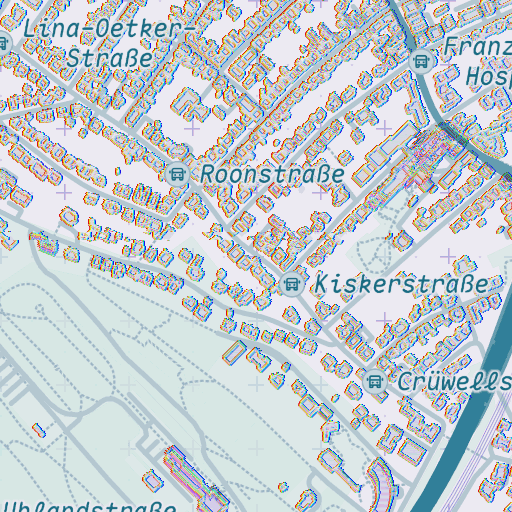 Lina-Oetker-
Straße
Franz
Hosp
Roonstraße
Kiskerstraße
Crüwells
Uhlandstraße